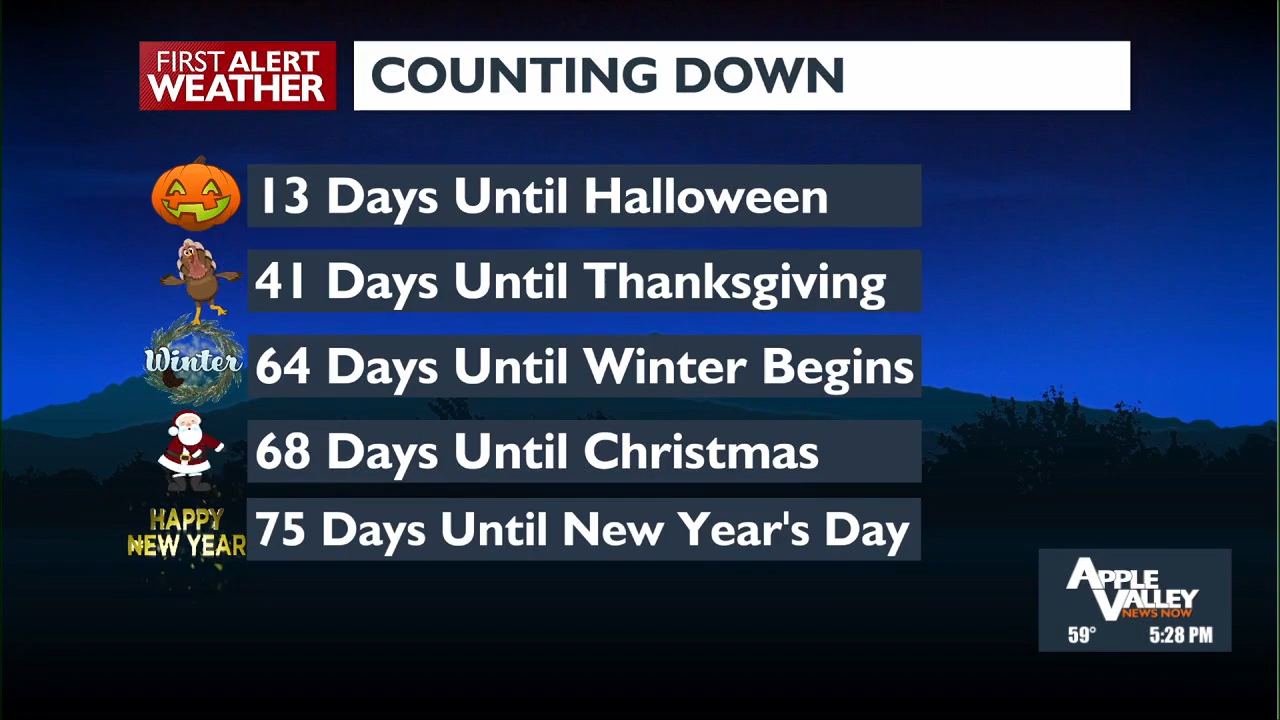 FIRST ALERT
WEATHER
COUNTING DOWN
13 Days Until Halloween
41 Days Until Thanksgiving
Winter
64 Days Until Winter Begins
68 Days Until Christmas
HAPPY
NEW YEAR
75 Days Until New Year's Day
APPLE
VALLEY
NEWS NOW
59° 5:28 PM